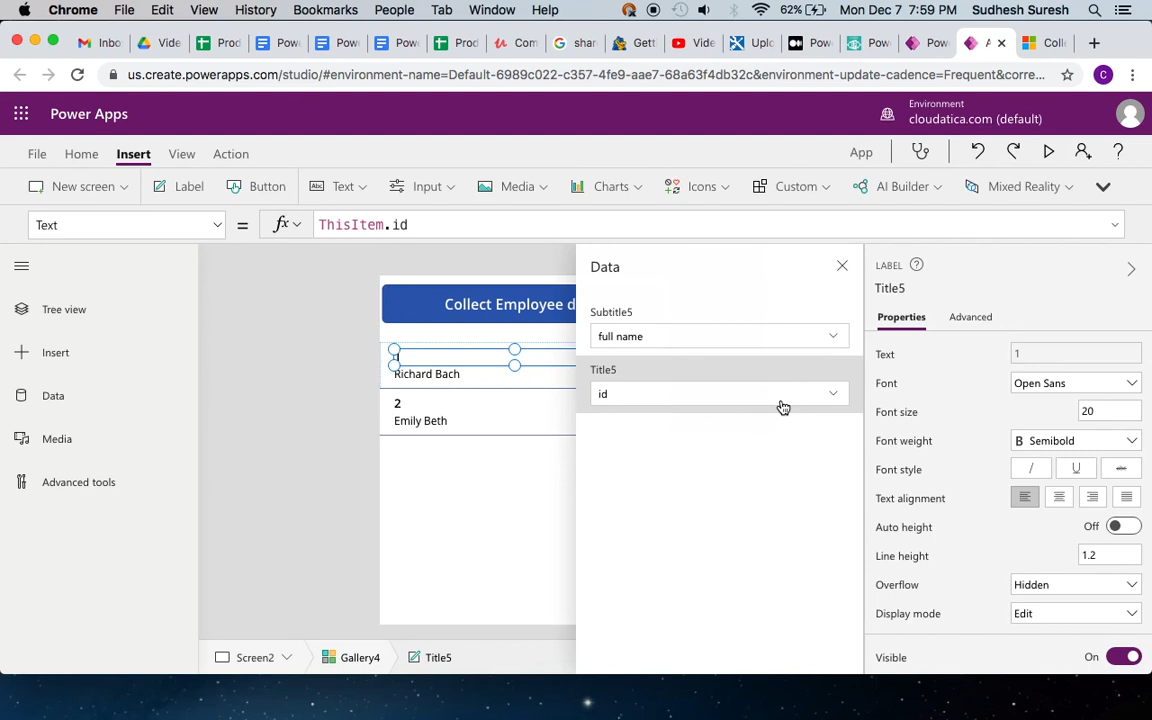 Chrome File Edit View History Bookmarks People Tab Window Help 62% Mon Dec 7 7:59 PM Sudhesh Suresh
Inbo Vide Prod Pow Pow Pow Prod Com shar Gett Vide Uplo Pow Pow Pow A Coll
us.create.powerapps.com/studio/#environment-name=Default-6989c022-c357-4fe9-aae7-68a63f4db32c&environment-update-cadence=Frequent&corre... C
Power Apps
Environment
cloudatica.com (default)
File Home Insert View Action App
New screen Label Button Text Input Media Charts Icons Custom AI Builder Mixed Reality
Text = fx ThisItem.id
Tree view
Insert
Data
Media
Advanced tools
Collect Employee d
1
Richard Bach
2
Emily Beth
Data
Subtitle5
full name
Title5
id
LABEL
Title5
Properties Advanced
Text 1
Font Open Sans
Font size 20
Font weight B Semibold
Font style
Text alignment
Auto height Off
Line height 1.2
Overflow Hidden
Display mode Edit
Visible On
Screen2 Gallery4 Title5